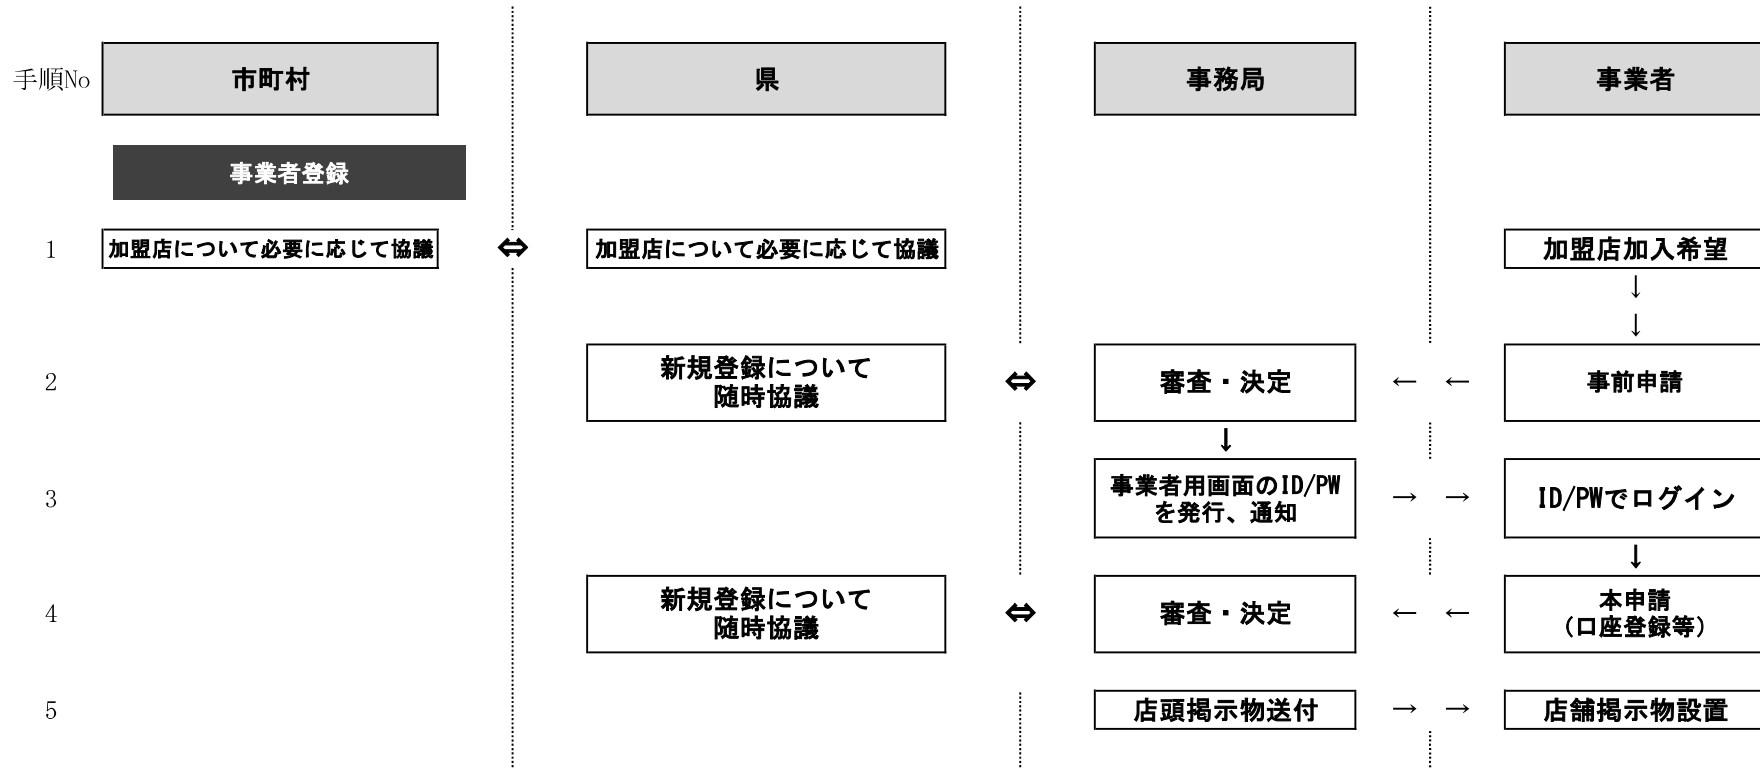 手順No
市町村
県
事務局
事業者
事業者登録
1
加盟店について必要に応じて協議
⇔
加盟店について必要に応じて協議
加盟店加入希望
↓
↓
2
新規登録について
随時協議
⇔
審査・決定
← ←
事前申請
↓
3
事業者用画面のID/PW
を発行、通知
→ →
ID/PWでログイン
↓
4
新規登録について
随時協議
⇔
審査・決定
← ←
本申請
(口座登録等)
5
店頭掲示物送付
→ →
店舗掲示物設置